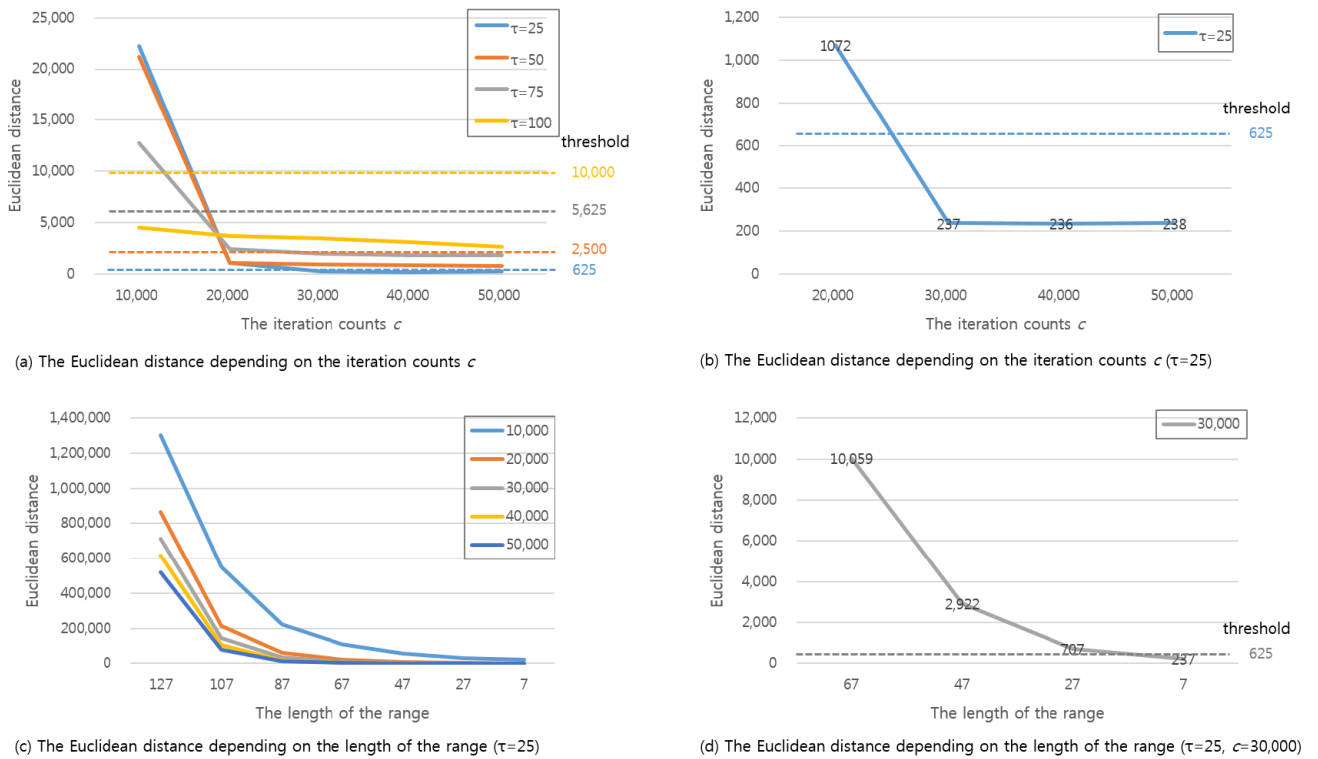 25,000
20,000
15,000
10,000
5,000
0
Euclidean distance
10,000 20,000 30,000 40,000 50,000
The iteration counts c
τ=25
τ=50
τ=75
τ=100
threshold
10,000
5,625
2,500
625
(a) The Euclidean distance depending on the iteration counts c
1,200
1,000
800
600
400
200
0
Euclidean distance
1072
237
236
238
20,000 30,000 40,000 50,000
The iteration counts c
τ=25
threshold
625
(b) The Euclidean distance depending on the iteration counts c (τ=25)
1,400,000
1,200,000
1,000,000
800,000
600,000
400,000
200,000
0
Euclidean distance
127 107 87 67 47 27 7
The length of the range
10,000
20,000
30,000
40,000
50,000
(c) The Euclidean distance depending on the length of the range (τ=25)
12,000
10,000
8,000
6,000
4,000
2,000
0
Euclidean distance
10,059
2,922
707
237
67 47 27 7
The length of the range
30,000
threshold
625
(d) The Euclidean distance depending on the length of the range (τ=25, c=30,000)